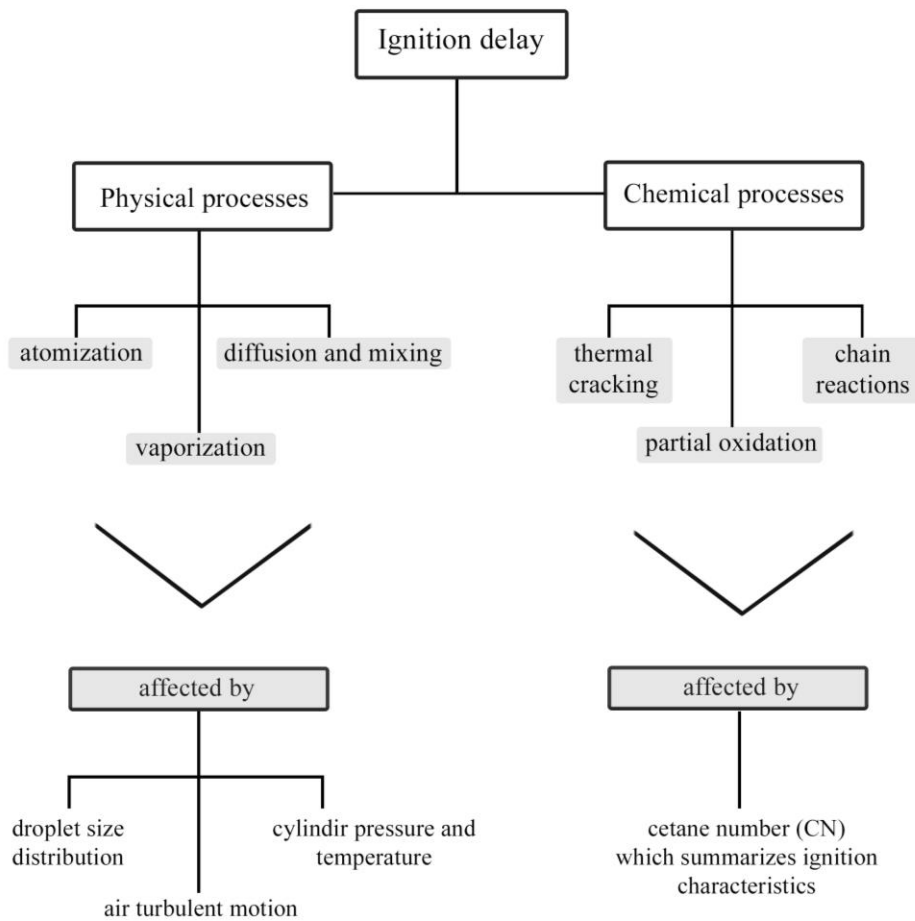 Ignition delay
Physical processes
Chemical processes
atomization
diffusion and mixing
vaporization
thermal
cracking
chain
reactions
partial oxidation
affected by
affected by
droplet size
distribution
cylindir pressure and
temperature
air turbulent motion
cetane number (CN)
which summarizes ignition
characteristics